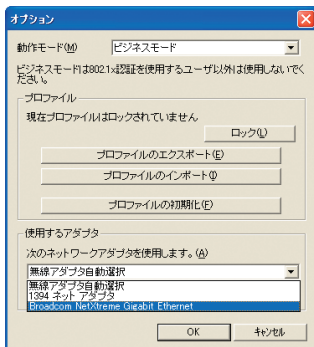 オプション
動作モード(M)
ビジネスモード
ビジネスモードは802.1x認証を使用するユーザ以外は使用しないでく
ださい。
プロファイル
現在プロファイルはロックされていません
ロック(L)
プロファイルのエクスポート(E)
プロファイルのインポート(I)
プロファイルの初期化(E)
使用するアダプタ
次のネットワークアダプタを使用します。(A)
無線アダプタ自動選択
無線アダプタ自動選択
1394 ネット アダプタ
Broadcom NetXtreme Gigabit Ethernet
OK
キャンセル